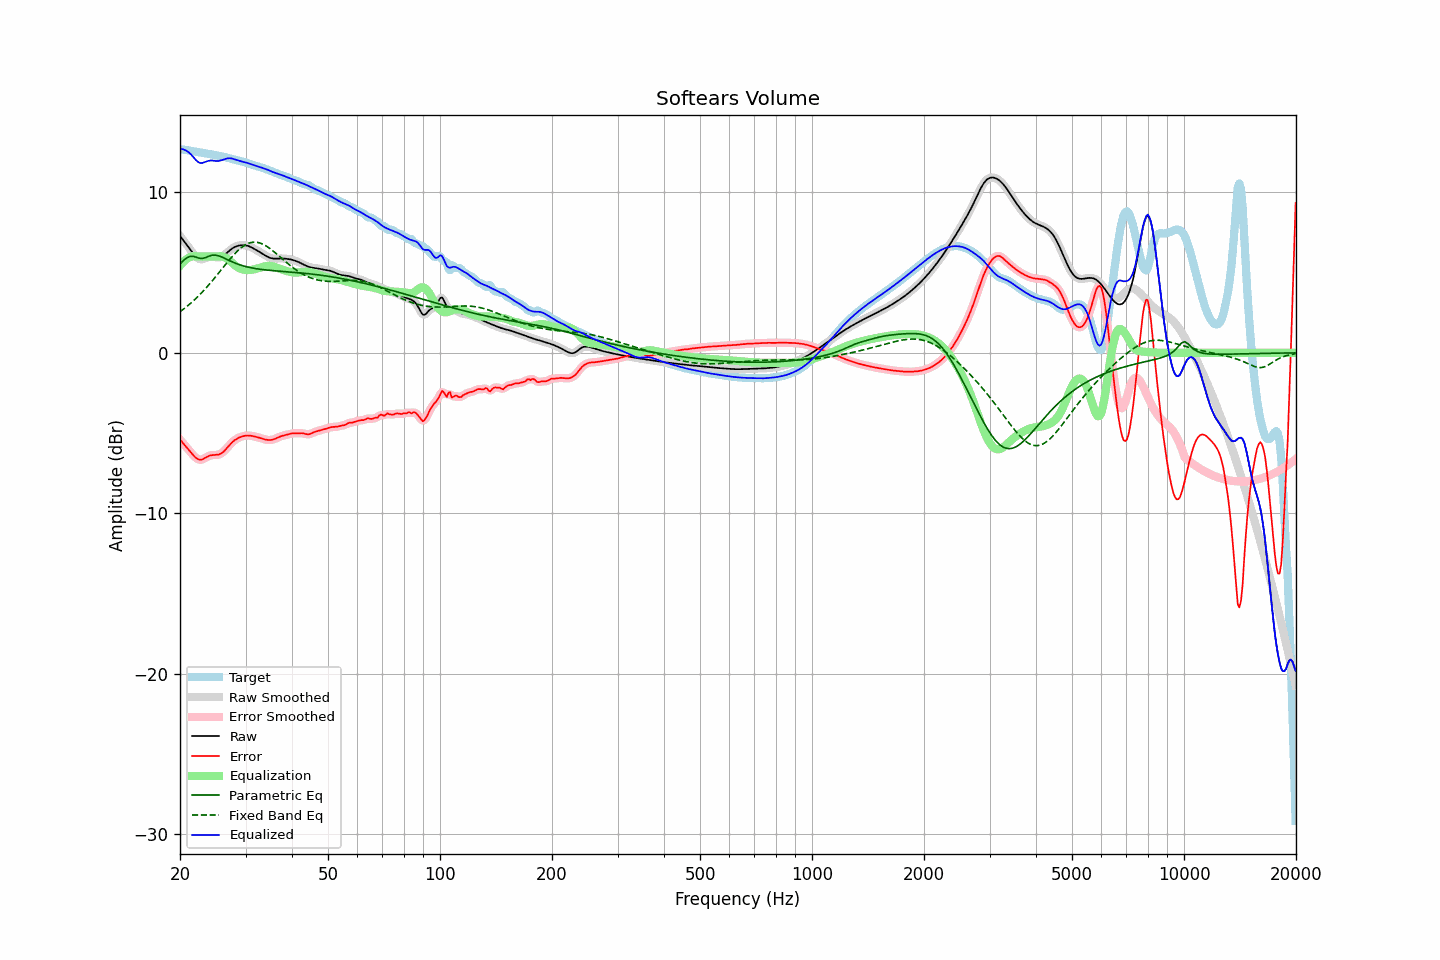 Softears Volume
Amplitude (dBr)
10
0
−10
−20
−30
Target
Raw Smoothed
Error Smoothed
Raw
Error
Equalization
Parametric Eq
Fixed Band Eq
Equalized
20 50 100 200 500 1000 2000 5000 10000 20000
Frequency (Hz)